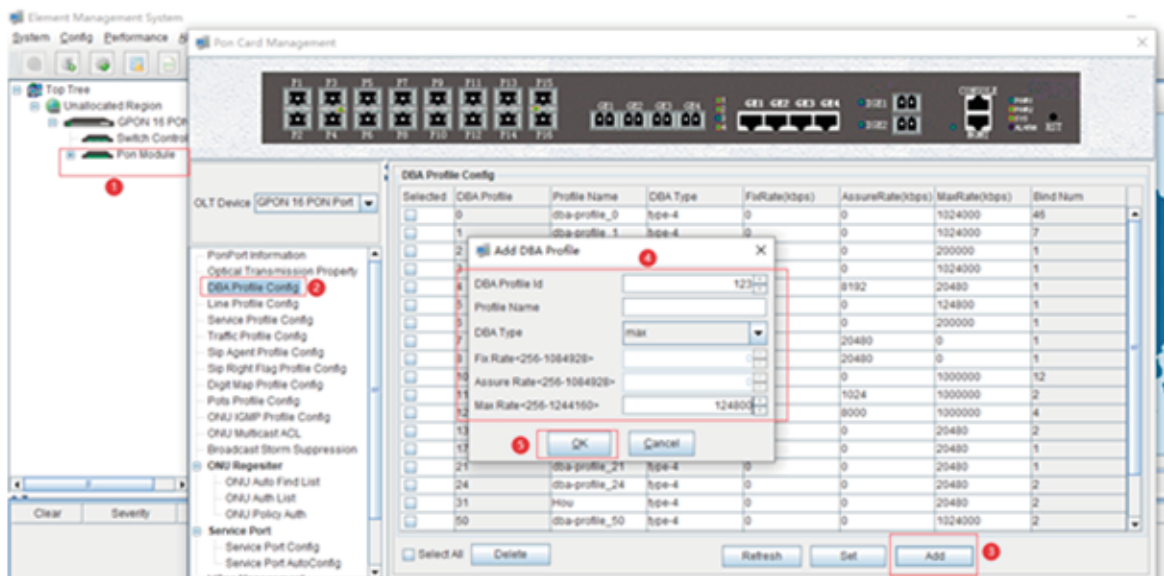 Element Management System
System Config Performance
Pon Card Management
Top Tree
Unallocated Region
GPON 16 PON
Switch Control
Pon Module
1
P1 P3 P5 P7 P9 P11 P13 P15
P2 P4 P6 P8 P10 P12 P14 P16
GE1 GE2 GE3 GE4
GE1 GE2 GE3 GE4
CONSOLE
RST
OLT Device GPON 16 PON Port
PonPort Information
Optical Transmission Property
DBA Profile Config
2
Line Profile Config
Service Profile Config
Traffic Profile Config
Sip Agent Profile Config
Sip Right Flag Profile Config
Digit Map Profile Config
Pots Profile Config
ONU IGMP Profile Config
ONU Multicast ACL
Broadcast Storm Suppression
ONU Regesiter
ONU Auto Find List
ONU Auth List
ONU Policy Auth
Service Port
Service Port Config
Service Port AutoConfig
Clear Severity
DBA Profile Config
Selected DBA Profile Profile Name DBA Type FixRate(kbps) AssureRate(kbps) MaxRate(kbps) Bind Num
0 dba-profile_0 type-4 0 0 1024000 46
1 dba-profile_1 type-4 0 0 1024000 7
2 0 200000 1
3 0 1024000 1
4 8192 20480 1
5 0 124800 1
0 200000 1
7 20480 0 1
8 20480 0 1
10 0 1000000 12
11 1024 1000000 2
12 8000 1000000 4
13 0 20480 2
17 0 20480 1
21 dba-profile_21 type-4 0 0 20480 1
24 dba-profile_24 type-4 0 0 20480 2
31 Hou type-4 0 0 20480 2
50 dba-profile_50 type-4 0 0 1024000 2
Add DBA Profile
4
DBA Profile Id 123
Profile Name
DBA Type max
Fix Rate<256-1084928> 0
Assure Rate<256-1084928> 0
Max Rate<256-1244160> 124800
5
OK Cancel
Select All Delete Refresh Set Add
3